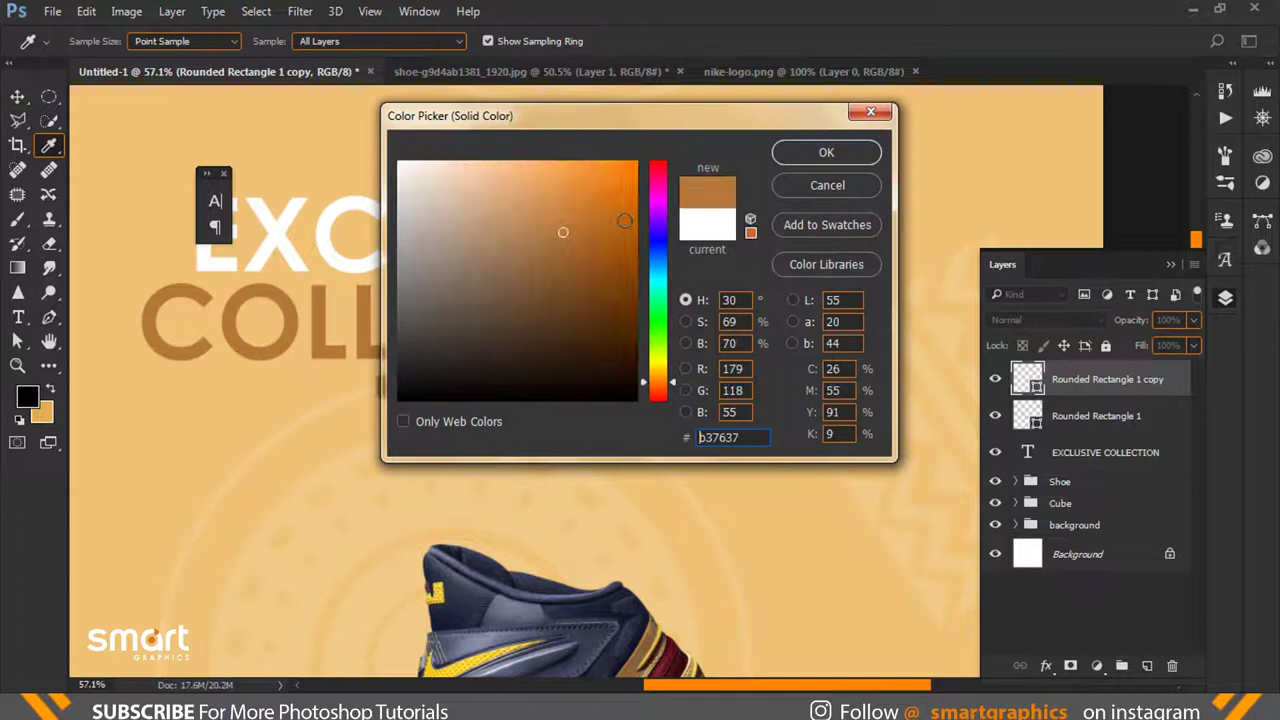 Ps File Edit Image Layer Type Select Filter 3D View Window Help
Sample Size: Point Sample Sample: All Layers Show Sampling Ring
Untitled-1 @ 57.1% (Rounded Rectangle 1 copy, RGB/8) * × shoe-g9d4ab1381_1920.jpg @ 50.5% (Layer 1, RGB/8#) * × nike-logo.png @ 100% (Layer 0, RGB/8#) ×
Color Picker (Solid Color)
new
OK
Cancel
Add to Swatches
current
Color Libraries
H: 30 ° L: 55
S: 69 % a: 20
B: 70 % b: 44
R: 179 C: 26 %
G: 118 M: 55 %
B: 55 Y: 91 %
# b37637 K: 9 %
Only Web Colors
A|
EXC
COLL
Layers
Kind
Normal Opacity: 100%
Lock: Fill: 100%
Rounded Rectangle 1 copy
Rounded Rectangle 1
T EXCLUSIVE COLLECTION
Shoe
Cube
background
Background
fx
smart
GRAPHICS
57.1% Doc: 17.6M/20.2M
SUBSCRIBE For More Photoshop Tutorials Follow @ smartgraphics on instagram